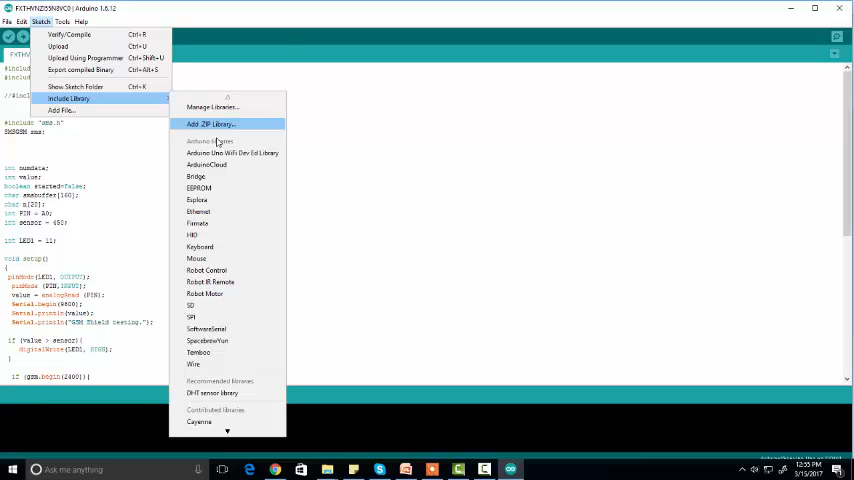 FXTHVNZI55N8VC0 | Arduino 1.6.12
File Edit Sketch Tools Help
Verify/Compile Ctrl+R
Upload Ctrl+U
Upload Using Programmer Ctrl+Shift+U
Export compiled Binary Ctrl+Alt+S
Show Sketch Folder Ctrl+K
Include Library
Add File...
Manage Libraries...
Add .ZIP Library...
Arduino libraries
Arduino Uno WiFi Dev Ed Library
ArduinoCloud
Bridge
EEPROM
Esplora
Ethernet
Firmata
HID
Keyboard
Mouse
Robot Control
Robot IR Remote
Robot Motor
SD
SPI
SoftwareSerial
SpacebrewYun
Temboo
Wire
Recommended libraries
DHT sensor library
Contributed libraries
Cayenne
FXTH
#includ
#includ
//#inc
#include "sms.h"
SMSGSM sms;
int numdata;
int value;
boolean started=false;
char smsbuffer[160];
char n[20];
int PIN = A0;
int sensor = 450;
int LED1 = 11;
void setup()
{
pinMode(LED1, OUTPUT);
pinMode (PIN,INPUT);
value = analogRead (PIN);
Serial.begin(9600);
Serial.println(value);
Serial.println("GSM Shield testing.");
if (value > sensor){
digitalWrite(LED1, HIGH);
}
if (gsm.begin(2400)){
Ask me anything
12:55 PM
3/15/2017